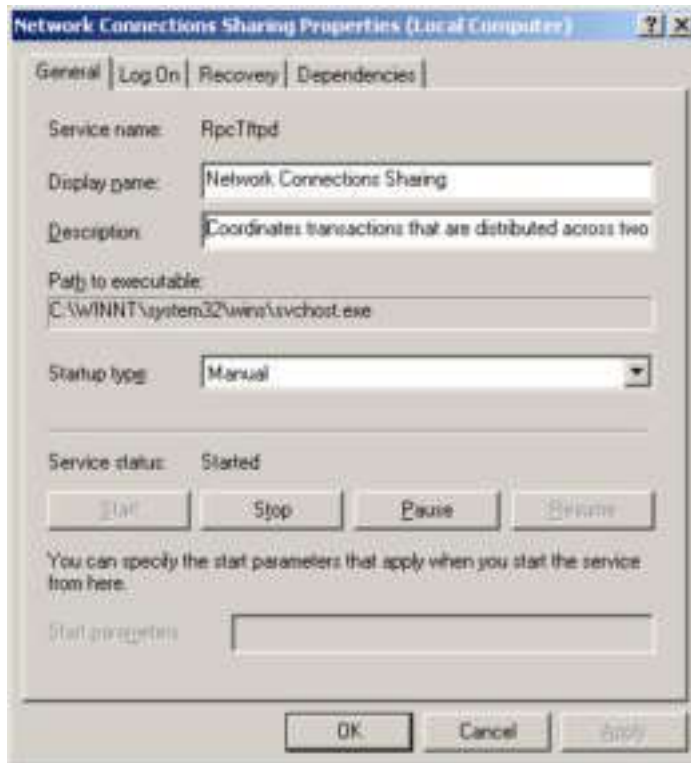 Network Connections Sharing Properties (Local Computer)
General Log On Recovery Dependencies
Service name: RpcTftpd
Display name: Network Connections Sharing
Description: Coordinates transactions that are distributed across two
Path to executable:
C:\WINNT\system32\wins\svchost.exe
Startup type: Manual
Service status: Started
Start Stop Pause Resume
You can specify the start parameters that apply when you start the service
from here.
Start parameters:
OK Cancel Apply